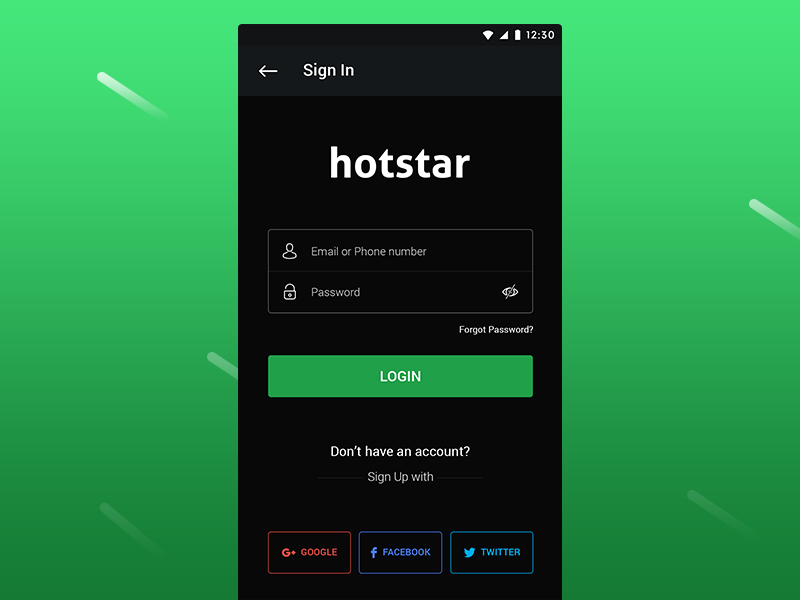 12:30
Sign In
hotstar
Email or Phone number
Password
Forgot Password?
LOGIN
Don't have an account?
Sign Up with
G+ GOOGLE
f FACEBOOK
TWITTER